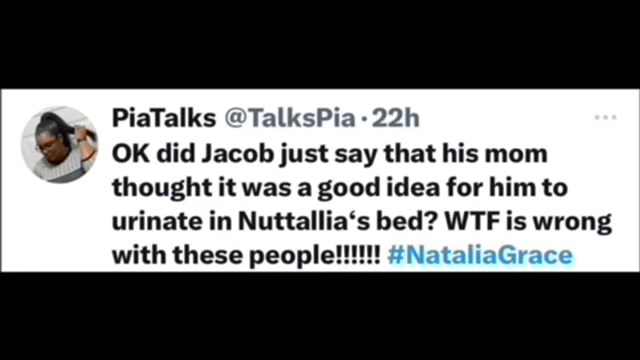 PiaTalks @TalksPia · 22h
OK did Jacob just say that his mom
thought it was a good idea for him to
urinate in Nuttallia‘s bed? WTF is wrong
with these people!!!!!! #NataliaGrace